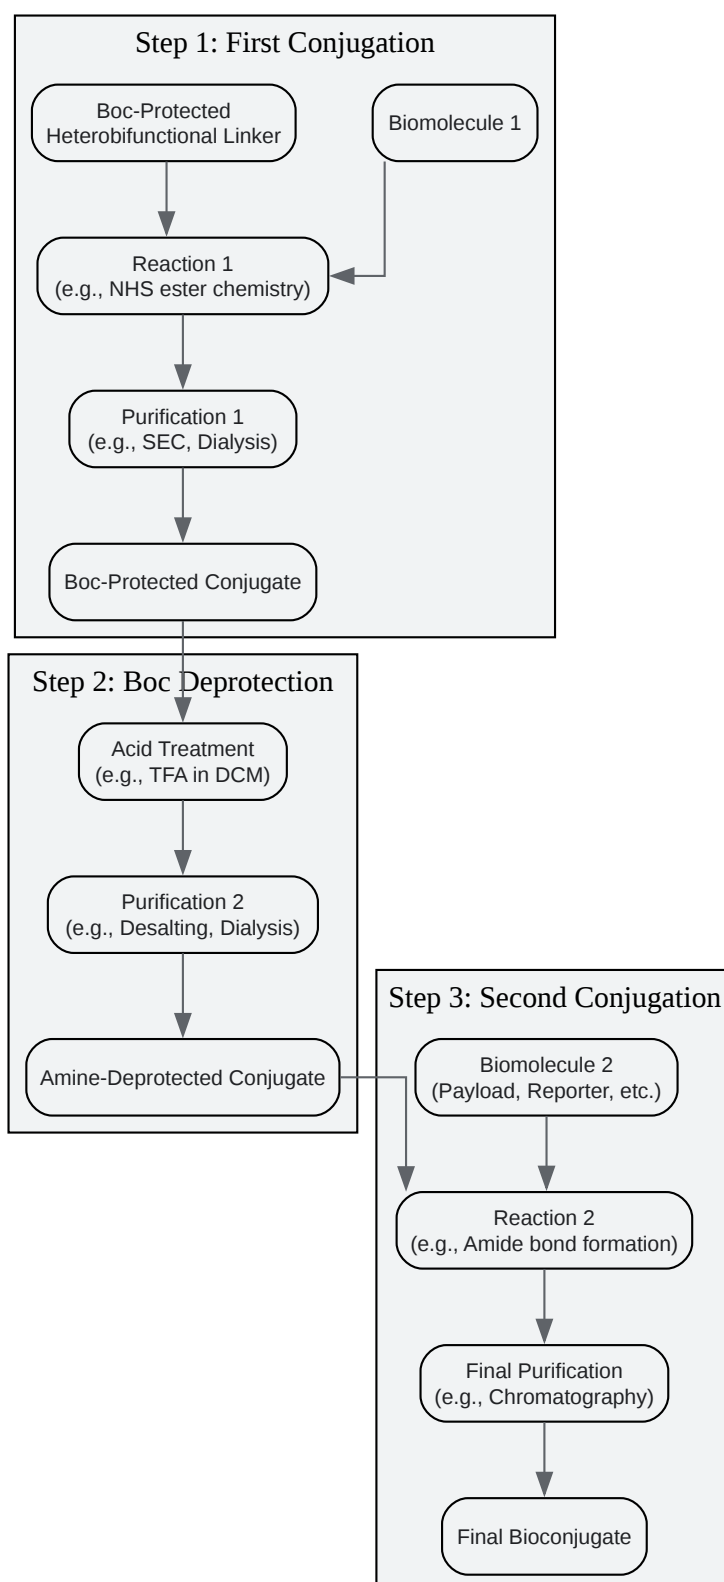 Step 1: First Conjugation
Boc-Protected
Heterobifunctional Linker
Biomolecule 1
Reaction 1
(e.g., NHS ester chemistry)
Purification 1
(e.g., SEC, Dialysis)
Boc-Protected Conjugate
Step 2: Boc Deprotection
Acid Treatment
(e.g., TFA in DCM)
Purification 2
(e.g., Desalting, Dialysis)
Amine-Deprotected Conjugate
Step 3: Second Conjugation
Biomolecule 2
(Payload, Reporter, etc.)
Reaction 2
(e.g., Amide bond formation)
Final Purification
(e.g., Chromatography)
Final Bioconjugate